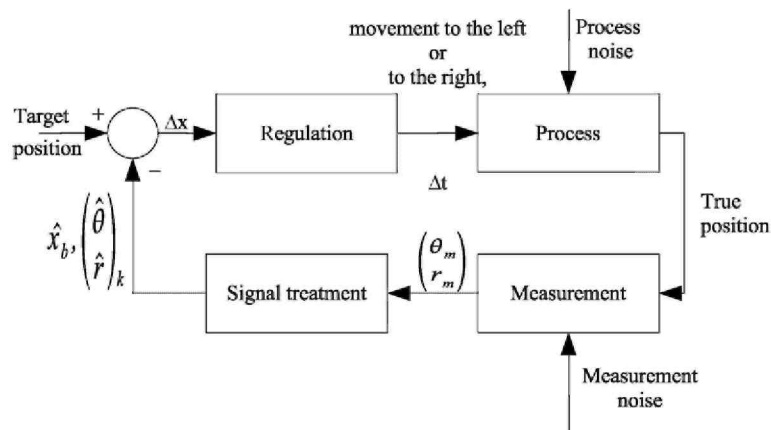 movement to the left
or
to the right,
Process
noise
Target
position
+
−
Δx
Regulation
Δt
Process
True
position
x̂_b, (θ̂ r̂)_k
Signal treatment
(θ_m r_m)
Measurement
Measurement
noise